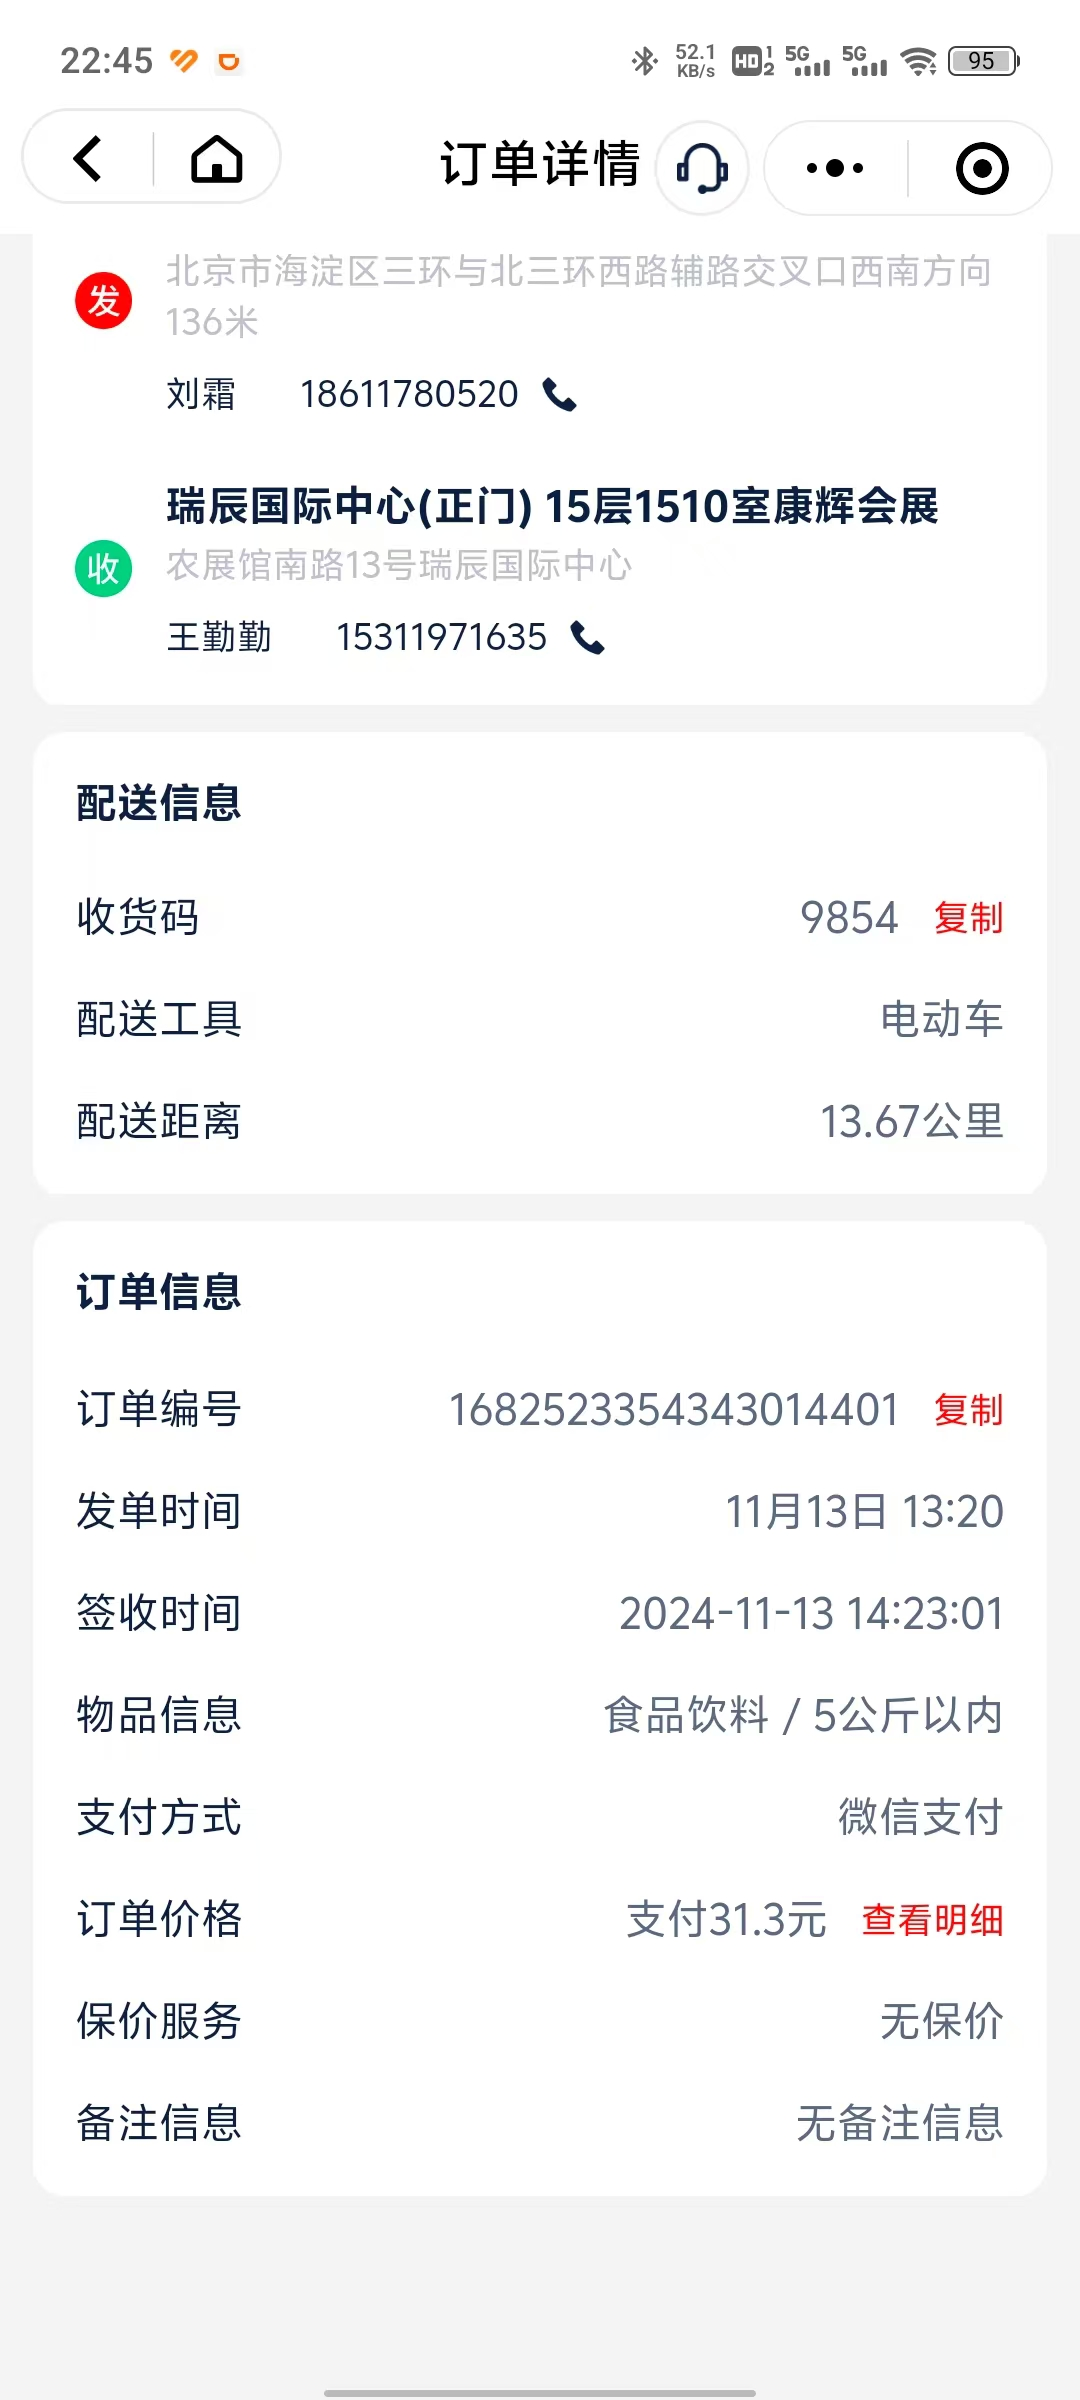 22:45 52.1 KB/s HD 1 2 5G 5G 95
订单详情
发 北京市海淀区三环与北三环西路辅路交叉口西南方向
136米
刘霜 18611780520
瑞辰国际中心(正门) 15层1510室康辉会展
收 农展馆南路13号瑞辰国际中心
王勤勤 15311971635
配送信息
收货码 9854 复制
配送工具 电动车
配送距离 13.67公里
订单信息
订单编号 1682523354343014401 复制
发单时间 11月13日 13:20
签收时间 2024-11-13 14:23:01
物品信息 食品饮料 / 5公斤以内
支付方式 微信支付
订单价格 支付31.3元 查看明细
保价服务 无保价
备注信息 无备注信息